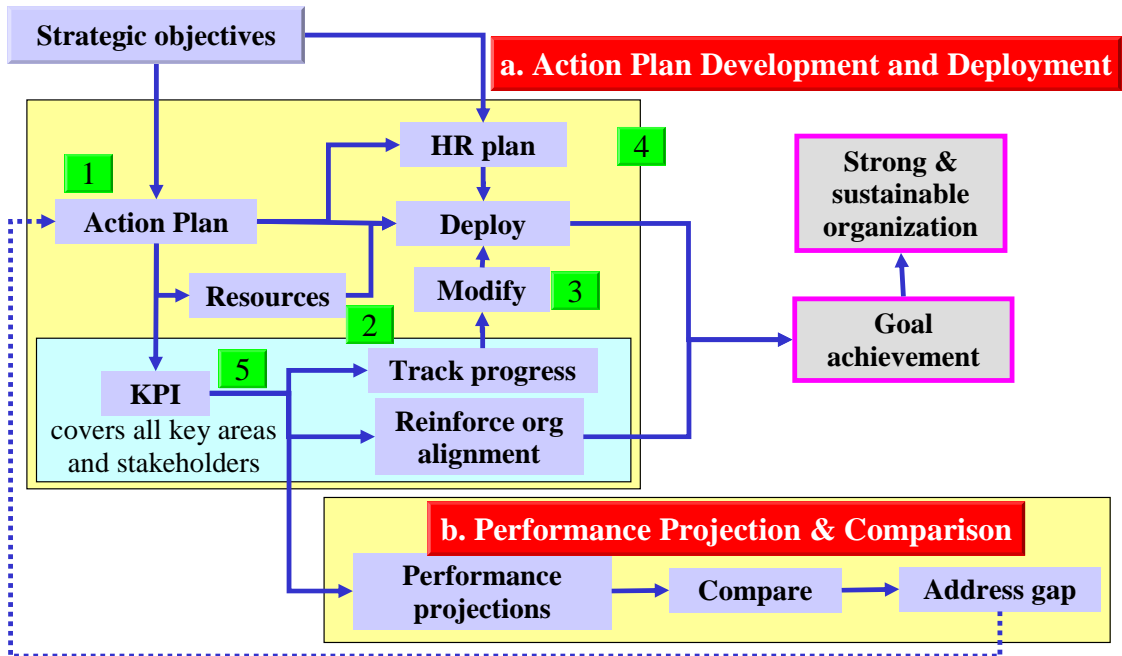 Strategic objectives
a. Action Plan Development and Deployment
HR plan
4
1
Strong &
sustainable
organization
Action Plan
Deploy
Resources
Modify
3
2
Goal
achievement
5
Track progress
KPI
covers all key areas
and stakeholders
Reinforce org
alignment
b. Performance Projection & Comparison
Performance
projections
Compare
Address gap